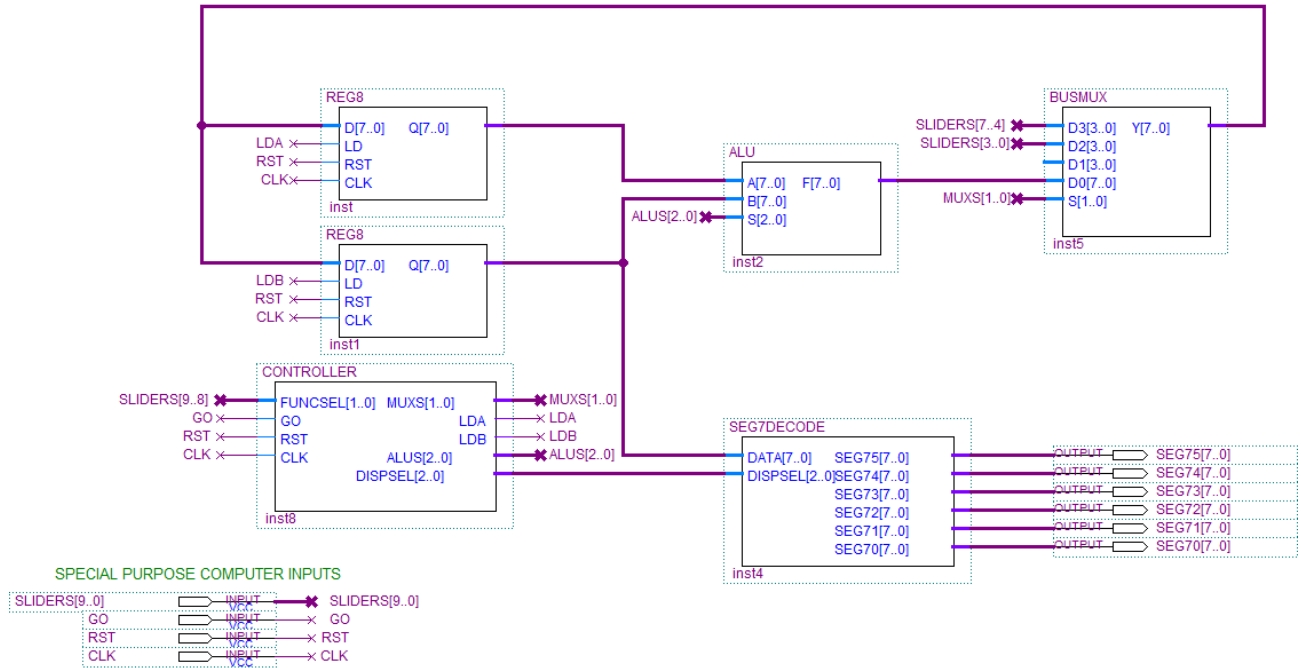 REG8
D[7..0] Q[7..0]
LDA LD
RST RST
CLK CLK
inst
REG8
D[7..0] Q[7..0]
LDB LD
RST RST
CLK CLK
inst1
ALU
A[7..0] F[7..0]
B[7..0]
ALUS[2..0] S[2..0]
inst2
BUSMUX
SLIDERS[7..4] D3[3..0] Y[7..0]
SLIDERS[3..0] D2[3..0]
D1[3..0]
D0[7..0]
MUXS[1..0] S[1..0]
inst5
CONTROLLER
SLIDERS[9..8] FUNCSEL[1..0] MUXS[1..0] MUXS[1..0]
GO GO LDA LDA
RST RST LDB LDB
CLK CLK ALUS[2..0] ALUS[2..0]
DISPSEL[2..0]
inst8
SEG7DECODE
DATA[7..0] SEG75[7..0] OUTPUT SEG75[7..0]
DISPSEL[2..0] SEG74[7..0] OUTPUT SEG74[7..0]
SEG73[7..0] OUTPUT SEG73[7..0]
SEG72[7..0] OUTPUT SEG72[7..0]
SEG71[7..0] OUTPUT SEG71[7..0]
SEG70[7..0] OUTPUT SEG70[7..0]
inst4
SPECIAL PURPOSE COMPUTER INPUTS
SLIDERS[9..0] INPUT VCC SLIDERS[9..0]
GO INPUT VCC GO
RST INPUT VCC RST
CLK INPUT VCC CLK